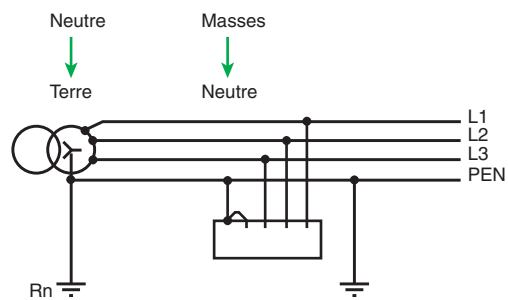 Neutre
Masses
Terre
Neutre
L1
L2
L3
PEN
Rn